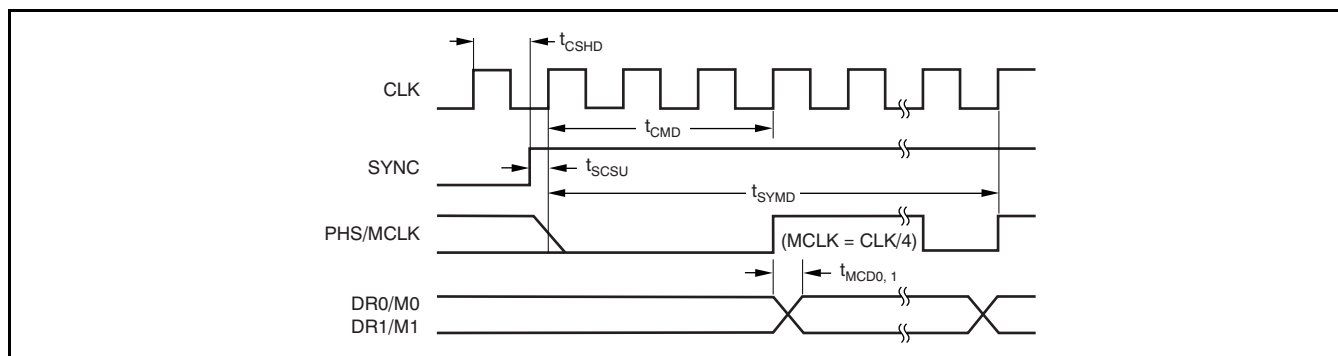 tCSHD
CLK
tCMD
SYNC
tSCSU
tSYMD
PHS/MCLK
(MCLK = CLK/4)
tMCD0, 1
DR0/M0
DR1/M1